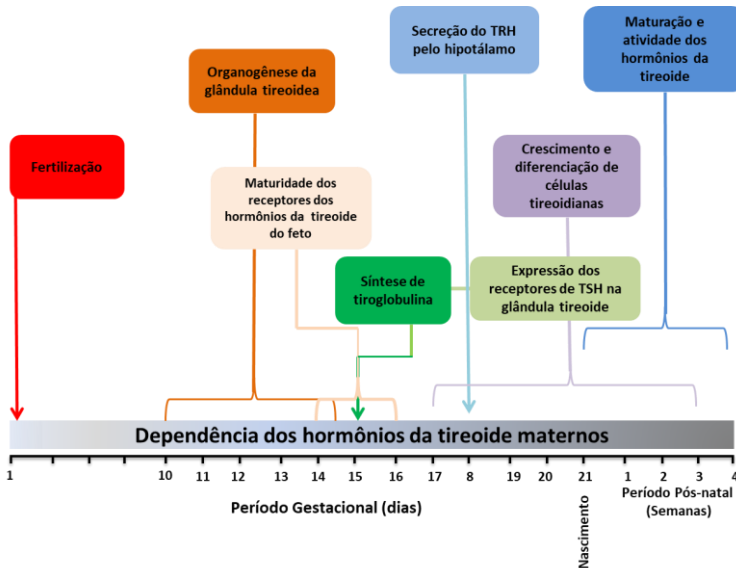 Secreção do TRH
pelo hipotálamo
Maturação e
atividade dos
hormônios da
tireoide
Organogênese da
glândula tireoidea
Fertilização
Crescimento e
diferenciação de
células
tireoidianas
Maturidade dos
receptores dos
hormônios da tireoide
do feto
Síntese de
tiroglobulina
Expressão dos
receptores de TSH na
glândula tireoide
Dependência dos hormônios da tireoide maternos
1 10 11 12 13 14 15 16 17 8 19 20 21 1 2 3 4
Período Gestacional (dias)
Nascimento
Período Pós-natal
(Semanas)